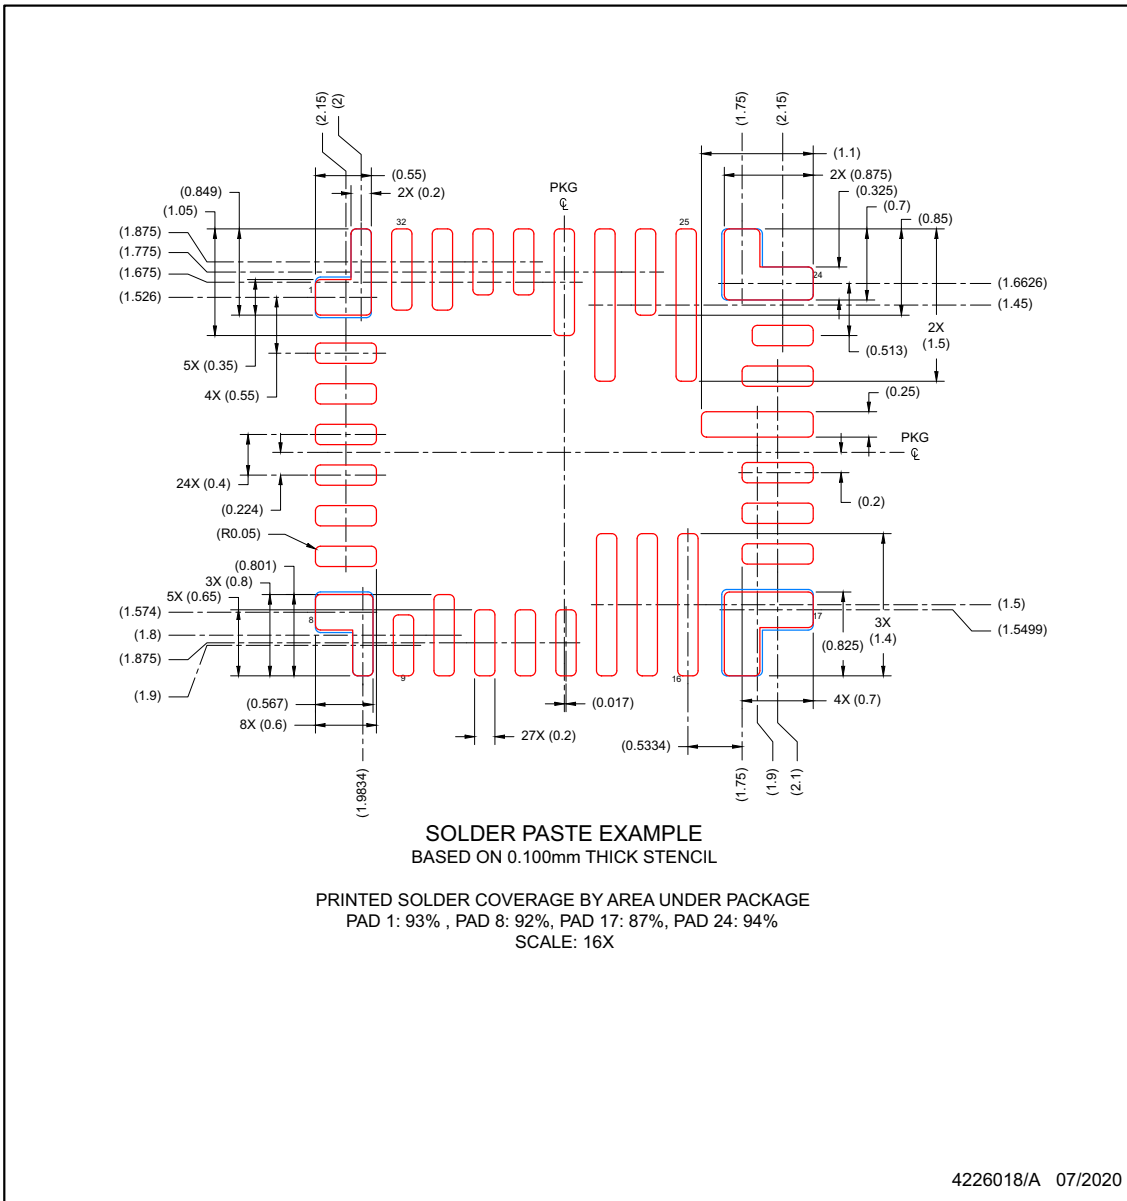 (2.15)
(2)
(1.75)
(2.15)
(0.55)
(1.1)
2X (0.875)
2X (0.2)
(0.849)
(0.325)
(1.05)
PKG
℄
(0.7)
(0.85)
(1.875)
32
25
(1.775)
(1.675)
24
(1.526)
1
(1.6626)
(1.45)
2X
(1.5)
(0.513)
5X (0.35)
4X (0.55)
(0.25)
PKG
℄
24X (0.4)
(0.224)
(0.2)
(R0.05)
(0.801)
3X (0.8)
5X (0.65)
(1.574)
8
17
(1.5)
(1.8)
3X
(1.4)
(1.5499)
(0.825)
(1.875)
(1.9)
9
16
(0.567)
(0.017)
4X (0.7)
8X (0.6)
27X (0.2)
(0.5334)
(1.9834)
(1.75)
(1.9)
(2.1)
SOLDER PASTE EXAMPLE
BASED ON 0.100mm THICK STENCIL
PRINTED SOLDER COVERAGE BY AREA UNDER PACKAGE
PAD 1: 93% , PAD 8: 92%, PAD 17: 87%, PAD 24: 94%
SCALE: 16X
4226018/A 07/2020